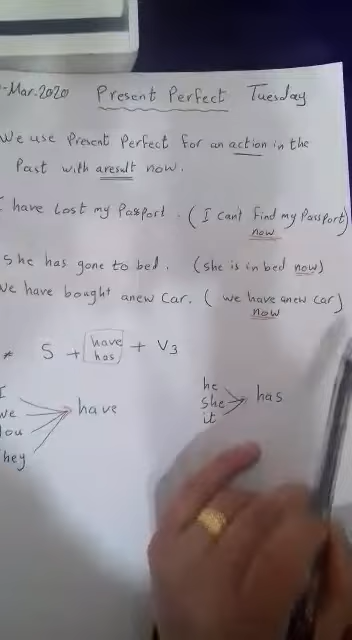 -Mar.2020 Present Perfect Tuesday
We use Present Perfect for an action in the
Past with aresult now.
I have lost my Passport. (I can't find my Passport)
now
She has gone to bed. (she is in bed now)
We have bought anew car. (we have anew car)
now
* S + have has + V3
I
we
you
they
have
he
she
it
has